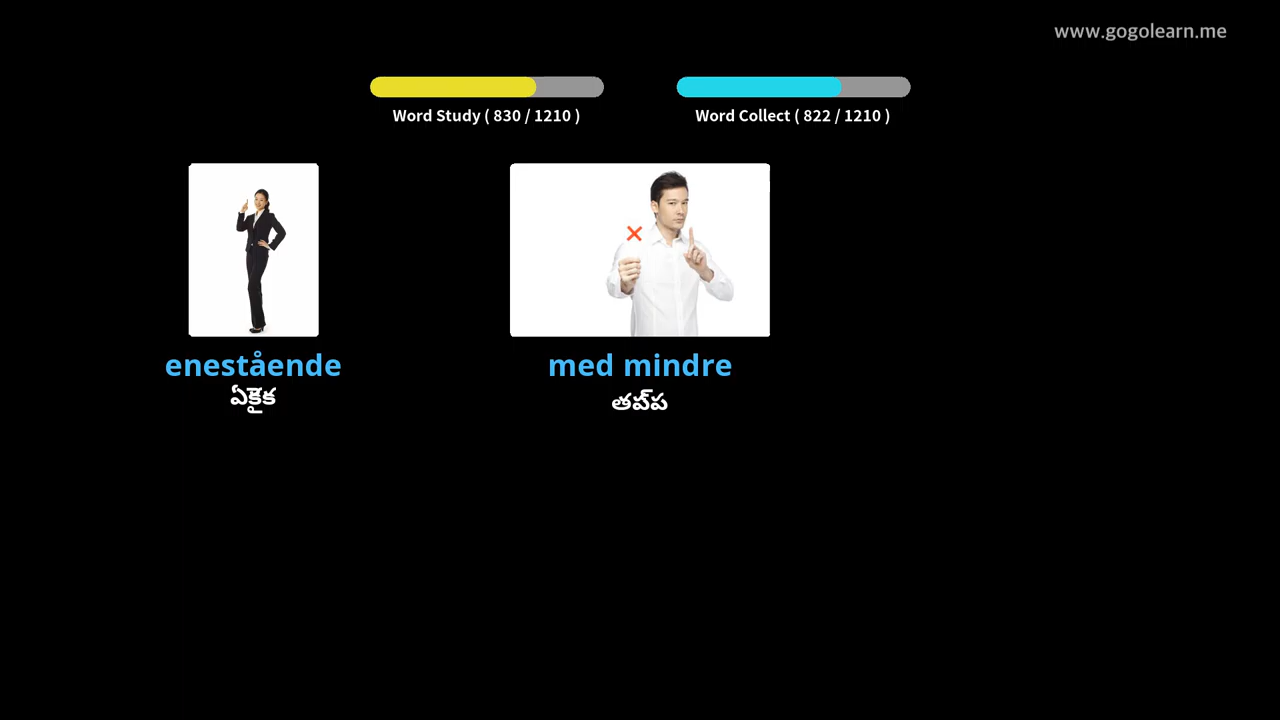 www.gogolearn.me
Word Study ( 830 / 1210 )
Word Collect ( 822 / 1210 )
enestående
ఏకైక
med mindre
తప్ప